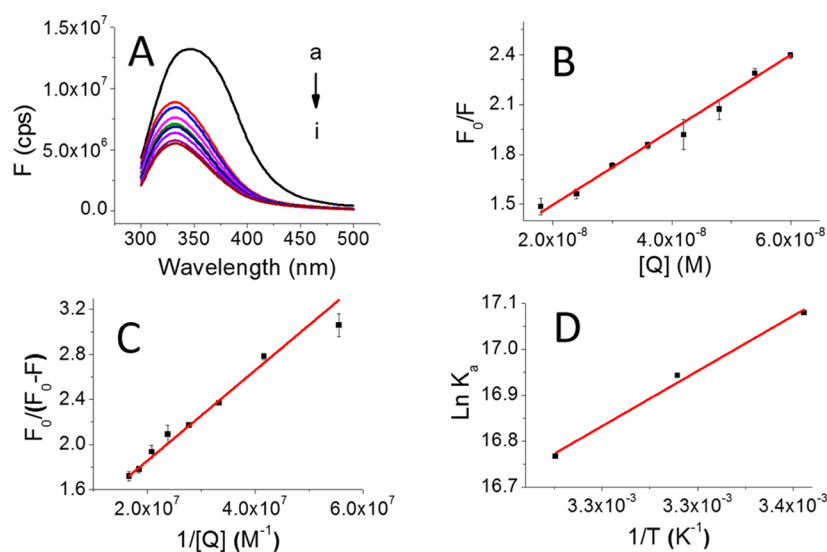 A
a
i
F (cps)
1.5x10⁷
1.0x10⁷
5.0x10⁶
0.0
300 350 400 450 500
Wavelength (nm)
B
F₀/F
2.4
2.1
1.8
1.5
2.0x10⁻⁸ 4.0x10⁻⁸ 6.0x10⁻⁸
[Q] (M)
C
F₀/(F₀-F)
3.2
2.8
2.4
2.0
1.6
2.0x10⁷ 4.0x10⁷ 6.0x10⁷
1/[Q] (M⁻¹)
D
Ln Kₐ
17.1
17.0
16.9
16.8
16.7
3.3x10⁻³ 3.3x10⁻³ 3.4x10⁻³
1/T (K⁻¹)